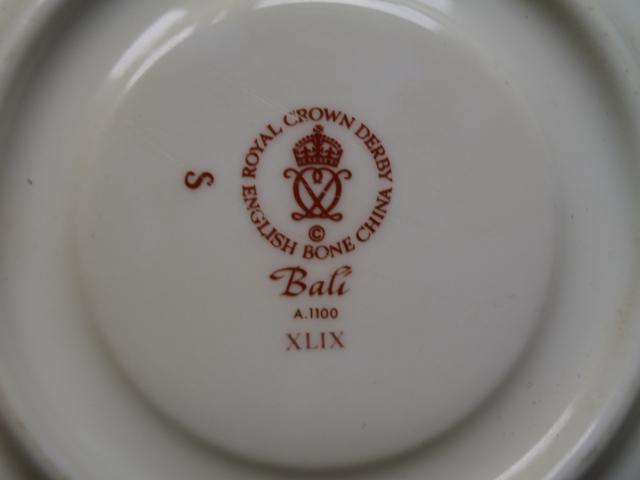 ROYAL CROWN DERBY
ENGLISH BONE CHINA
©
S
Bali
A.1100
XLIX